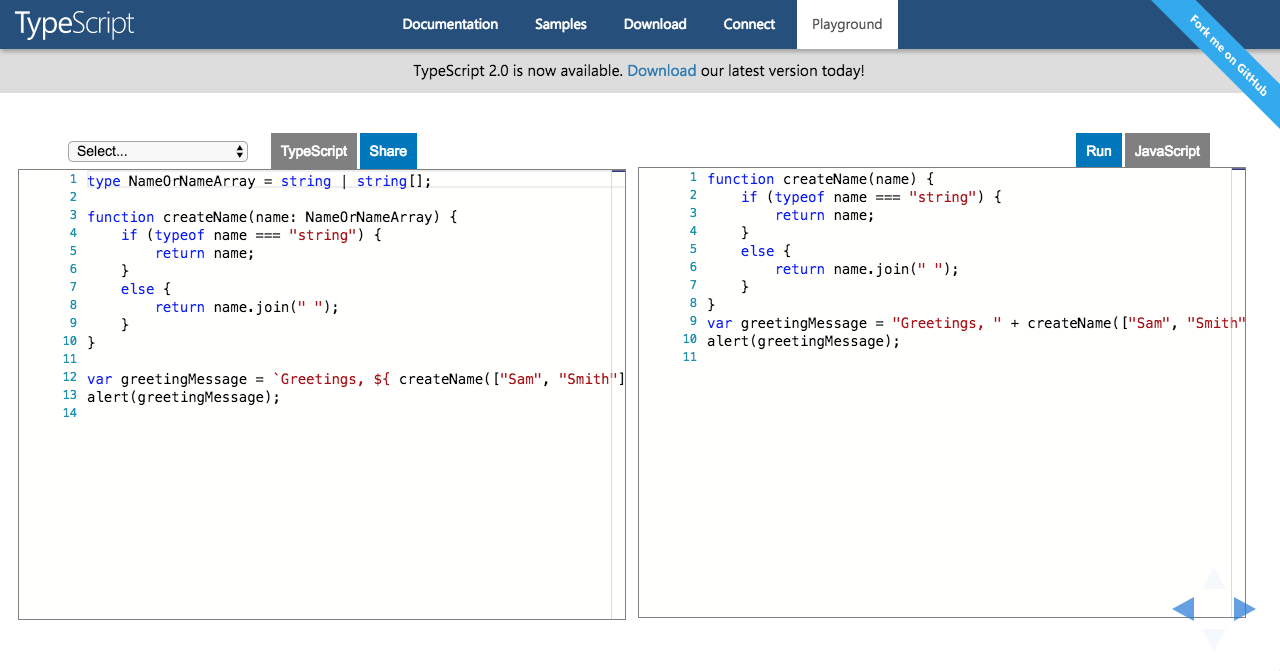 TypeScript
Documentation Samples Download Connect Playground
Fork me on GitHub
TypeScript 2.0 is now available. Download our latest version today!
Select... TypeScript Share
Run JavaScript
1 type NameOrNameArray = string | string[];
2
3 function createName(name: NameOrNameArray) {
4     if (typeof name === "string") {
5         return name;
6     }
7     else {
8         return name.join(" ");
9     }
10 }
11
12 var greetingMessage = `Greetings, ${ createName(["Sam", "Smith"]
13 alert(greetingMessage);
14
1 function createName(name) {
2     if (typeof name === "string") {
3         return name;
4     }
5     else {
6         return name.join(" ");
7     }
8 }
9 var greetingMessage = "Greetings, " + createName(["Sam", "Smith"
10 alert(greetingMessage);
11